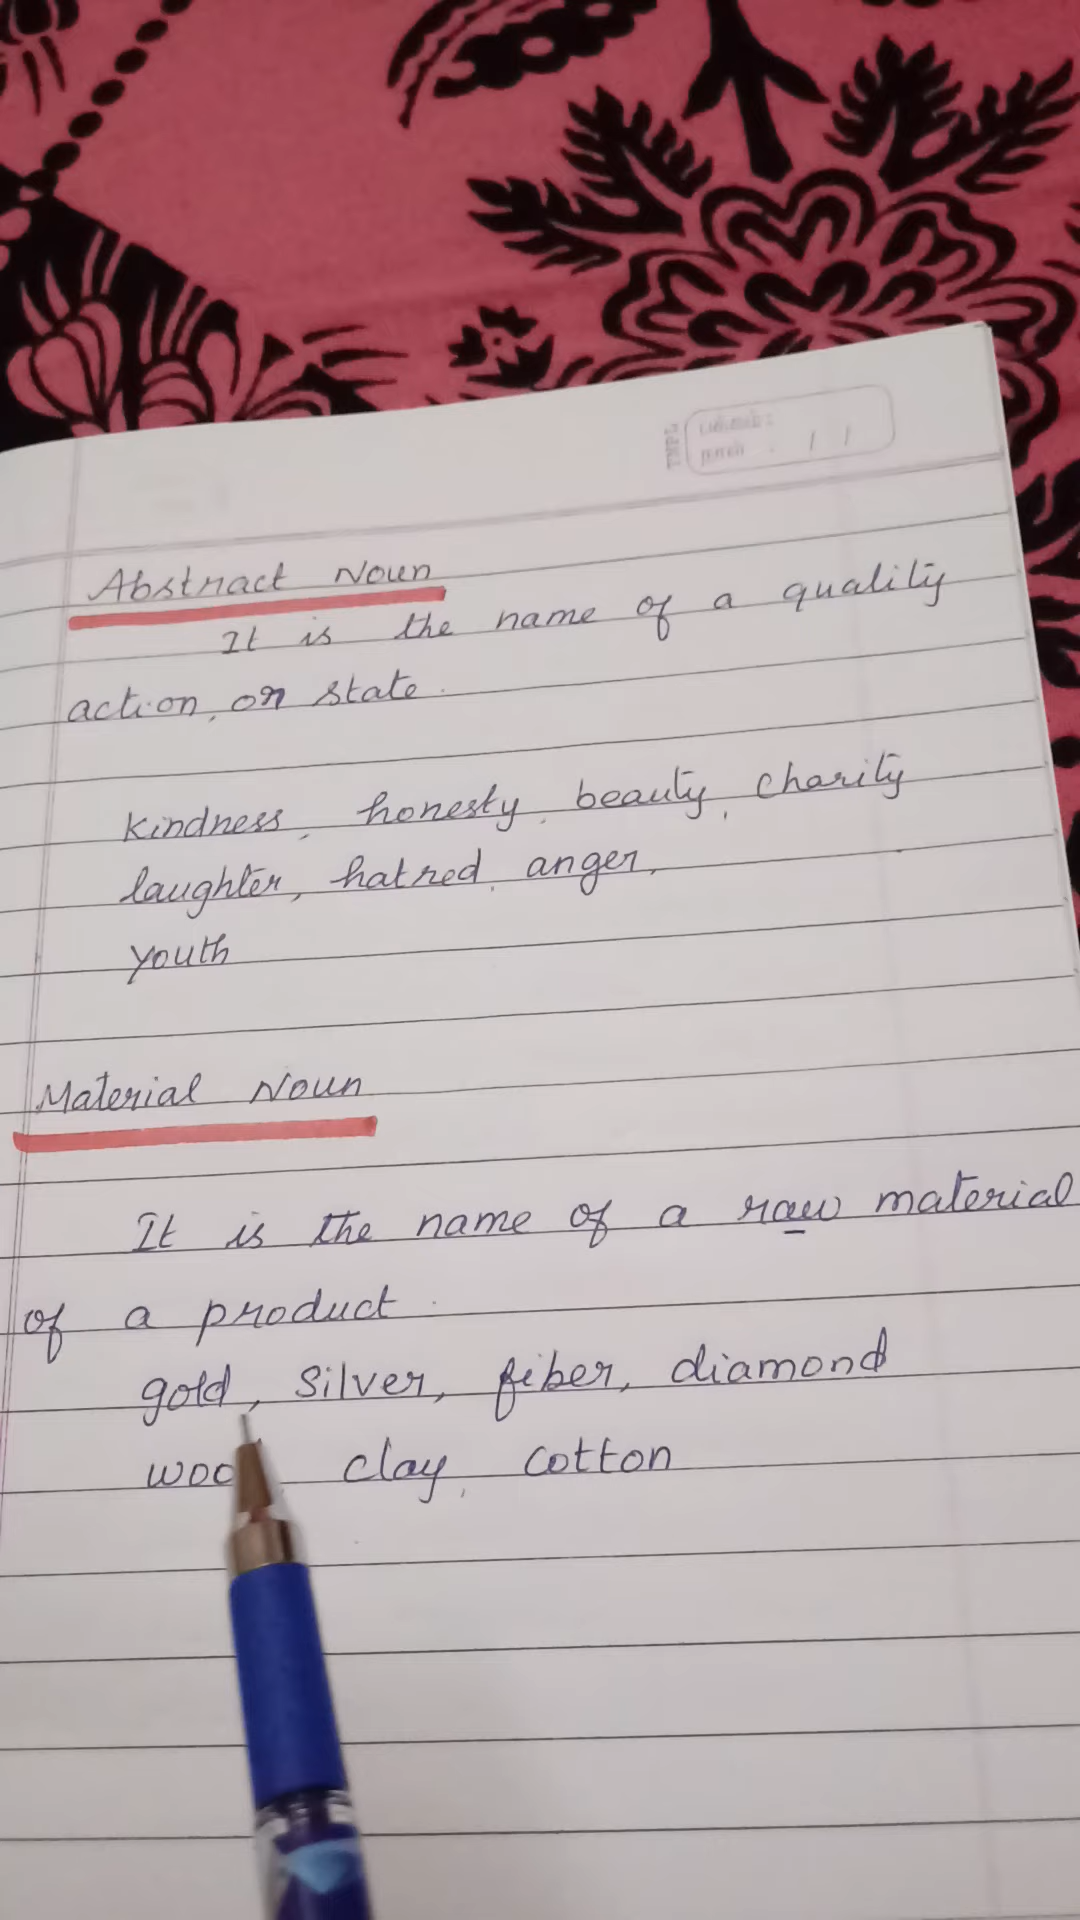 TNPL
Abstract Noun
It is the name of a quality
action, or state.
kindness, honesty, beauty, charity
laughter, hatred, anger,
youth
Material Noun
It is the name of a raw material
of a product.
gold, silver, fiber, diamond
clay, cotton